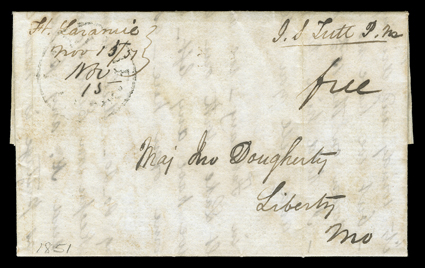 Ft. Laramie
Nov 15/51
Nov
15
J. S Tutt P. M
free
Maj Jno Dougherty
Liberty
Mo
1851